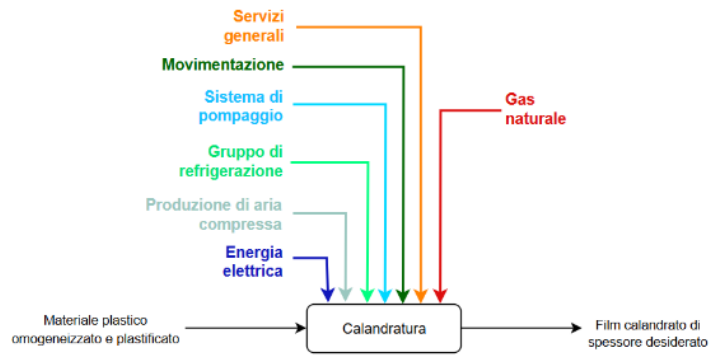 Servizi
generali
Movimentazione
Sistema di
pompaggio
Gas
naturale
Gruppo di
refrigerazione
Produzione di aria
compressa
Energia
elettrica
Materiale plastico
omogeneizzato e plastificato
Calandratura
Film calandrato di
spessore desiderato